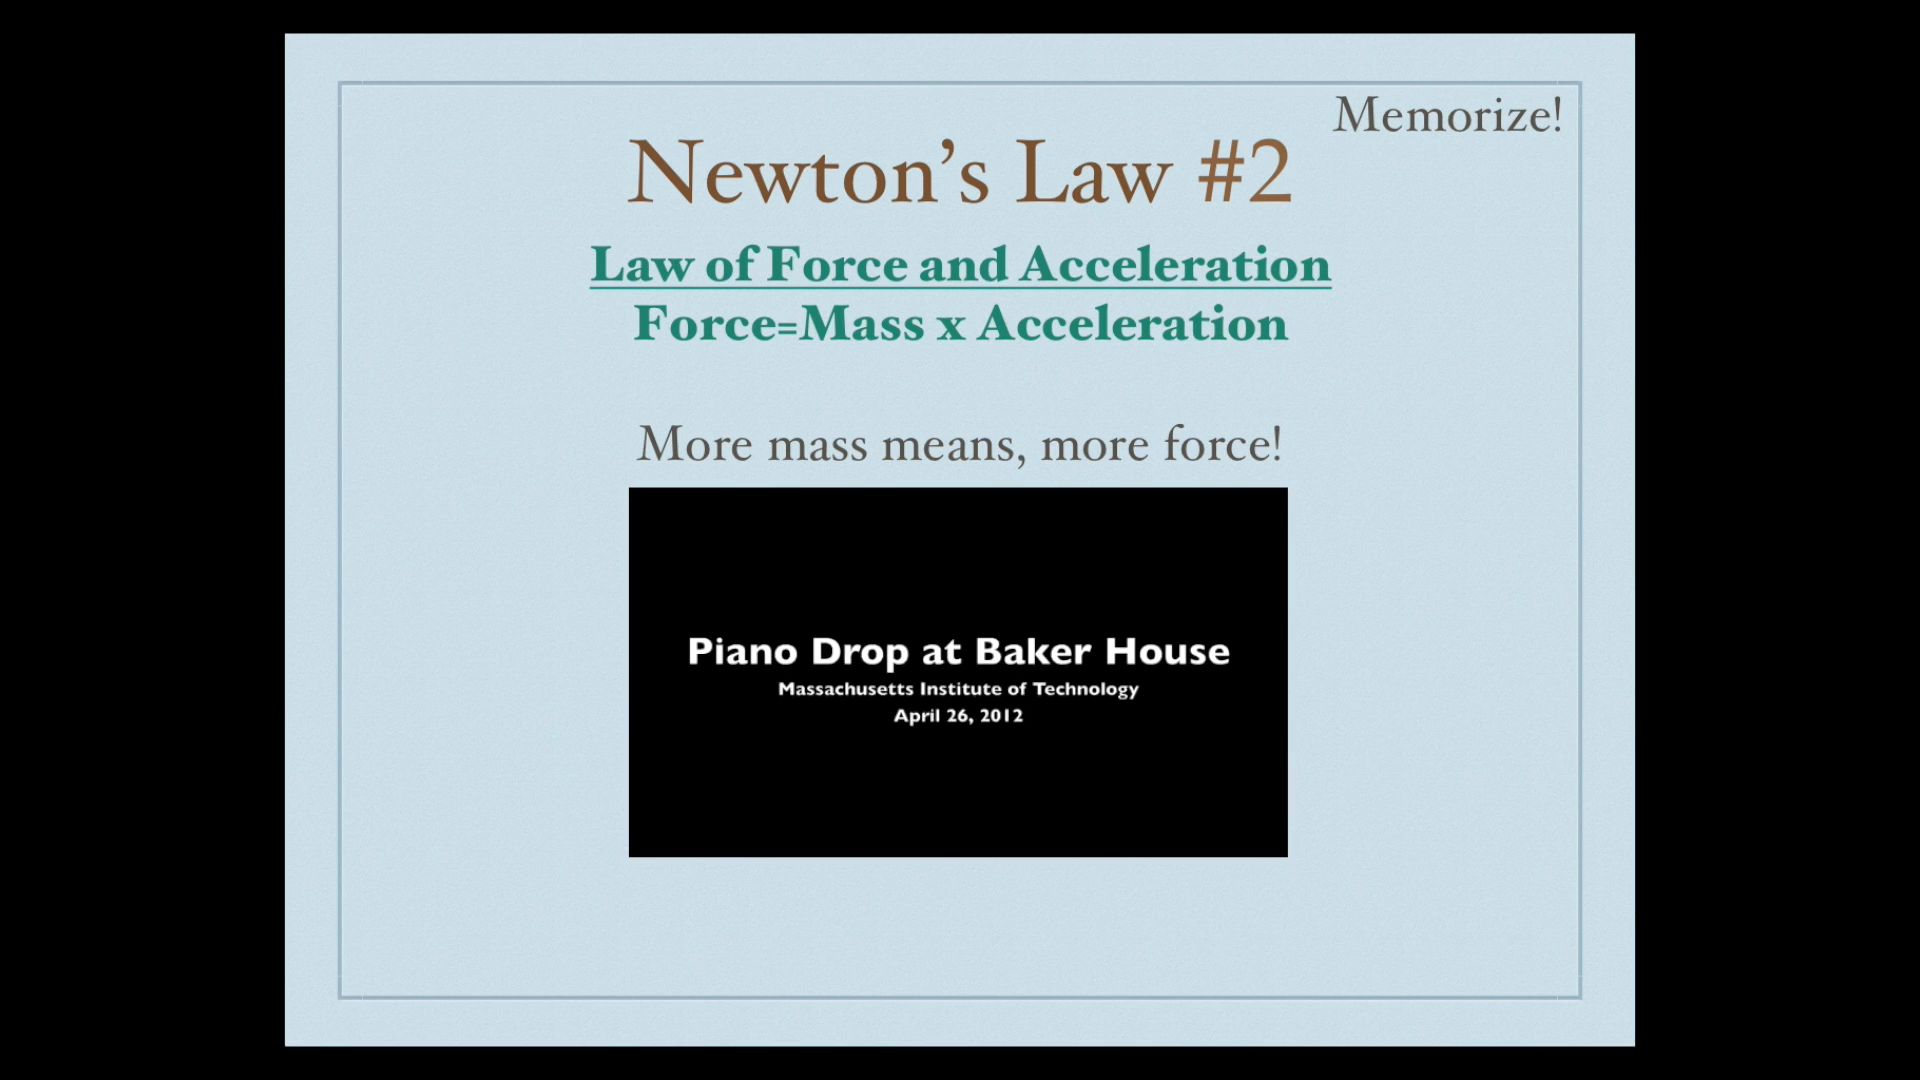 Memorize!
Newton’s Law #2
Law of Force and Acceleration
Force=Mass x Acceleration
More mass means, more force!
Piano Drop at Baker House
Massachusetts Institute of Technology
April 26, 2012